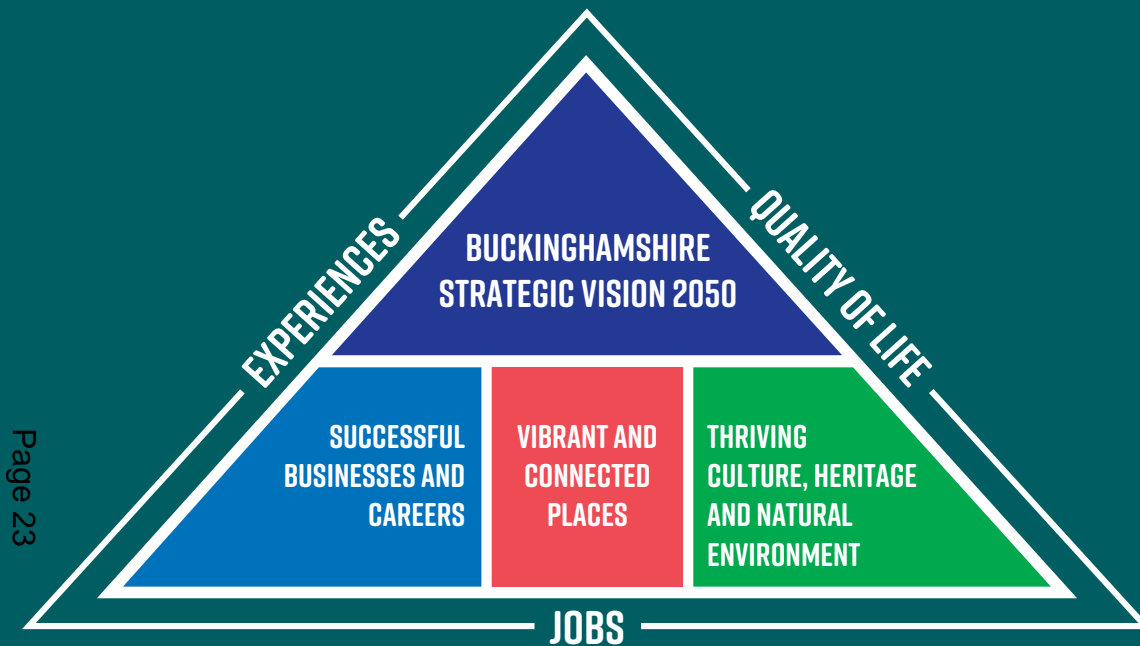 EXPERIENCES
QUALITY OF LIFE
BUCKINGHAMSHIRE
STRATEGIC VISION 2050
SUCCESSFUL
BUSINESSES AND
CAREERS
VIBRANT AND
CONNECTED
PLACES
THRIVING
CULTURE, HERITAGE
AND NATURAL
ENVIRONMENT
JOBS
Page 23